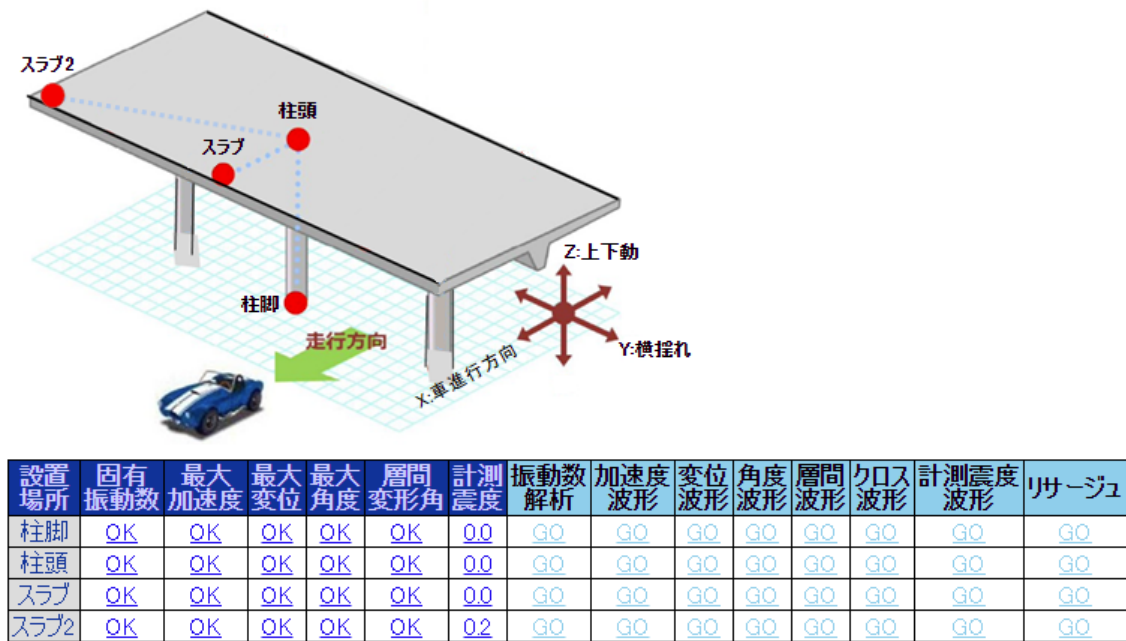 スラブ2
柱頭
スラブ
Z:上下動
柱脚
走行方向
Y:横揺れ
X:車進行方向
設置場所 固有振動数 最大加速度 最大変位 最大角度 層間変形角 計測震度 振動数解析 加速度波形 変位波形 角度波形 層間波形 クロス波形 計測震度波形 リサージュ
柱脚 OK OK OK OK OK 0.0 GO GO GO GO GO GO GO GO
柱頭 OK OK OK OK OK 0.0 GO GO GO GO GO GO GO GO
スラブ OK OK OK OK OK 0.0 GO GO GO GO GO GO GO GO
スラブ2 OK OK OK OK OK 0.2 GO GO GO GO GO GO GO GO